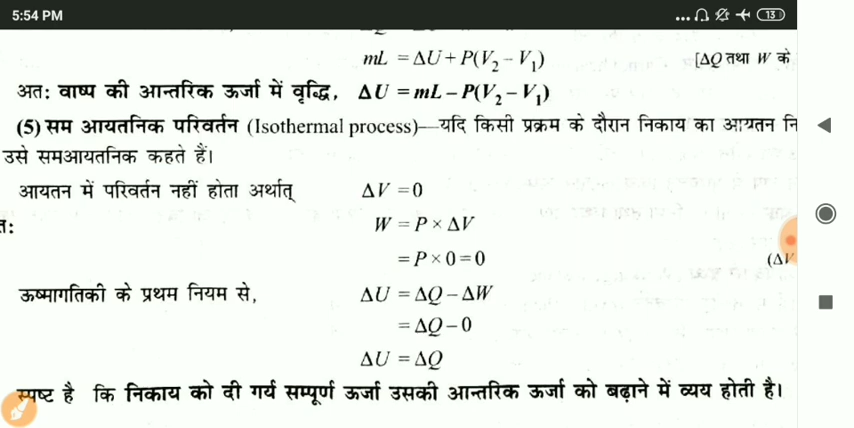 5:54 PM
... 13
mL = ΔU + P(V₂ – V₁) [ΔQ तथा W के
अतः वाष्प की आन्तरिक ऊर्जा में वृद्धि, ΔU = mL – P(V₂ – V₁)
(5) सम आयतनिक परिवर्तन (Isothermal process)—यदि किसी प्रक्रम के दौरान निकाय का आयतन नि
उसे समआयतनिक कहते हैं।
आयतन में परिवर्तन नहीं होता अर्थात् ΔV = 0
त: W = P × ΔV
= P × 0 = 0 (ΔV
ऊष्मागतिकी के प्रथम नियम से, ΔU = ΔQ – ΔW
= ΔQ – 0
ΔU = ΔQ
स्पष्ट है कि निकाय को दी गयी सम्पूर्ण ऊर्जा उसकी आन्तरिक ऊर्जा को बढ़ाने में व्यय होती है।